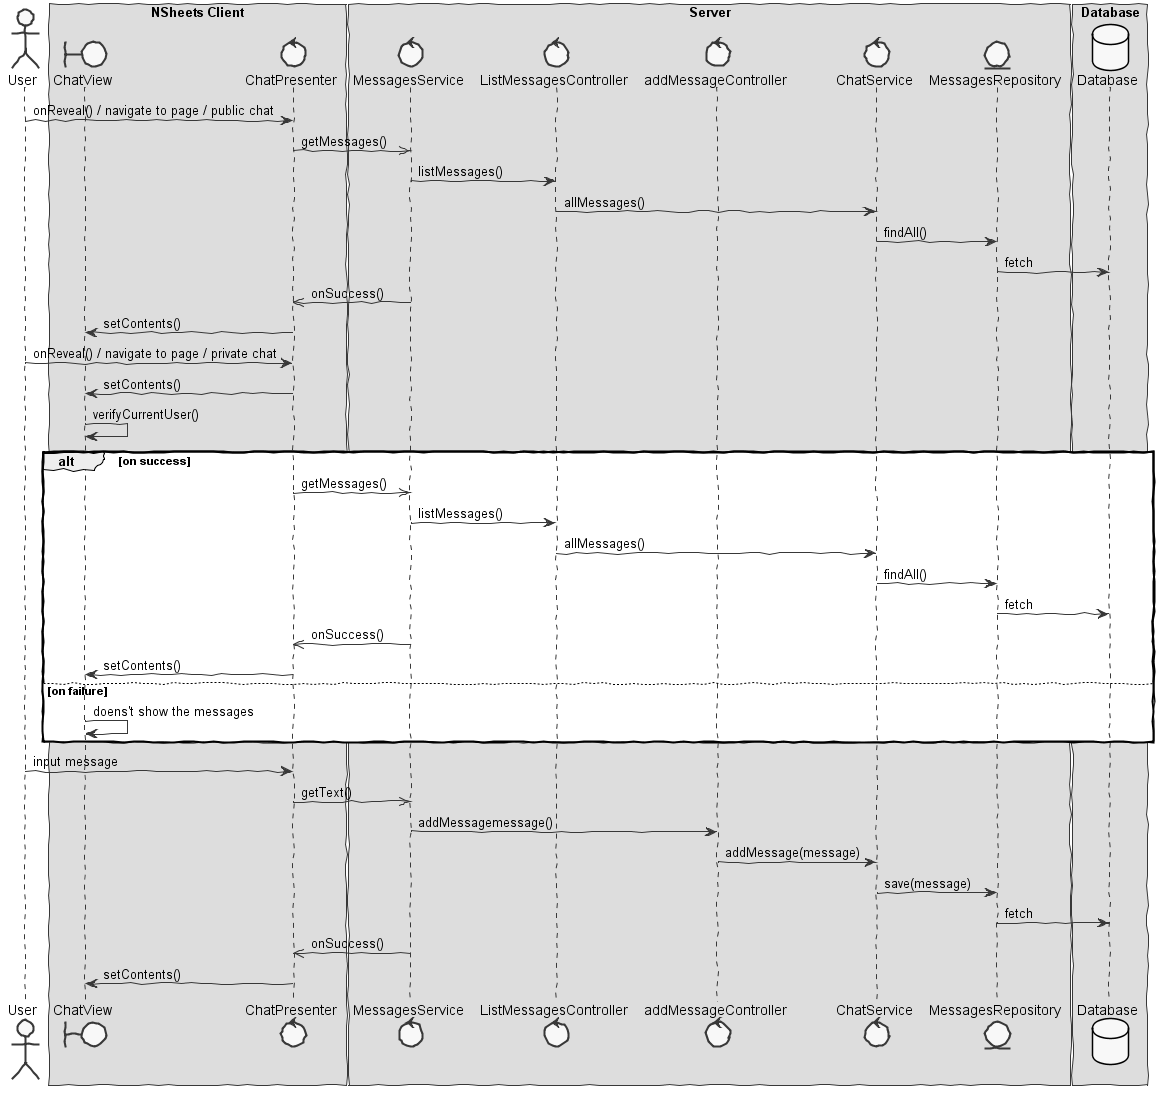 NSheets Client
Server
Database
User
ChatView
ChatPresenter
MessagesService
ListMessagesController
addMessageController
ChatService
MessagesRepository
Database
onReveal() / navigate to page / public chat
getMessages()
listMessages()
allMessages()
findAll()
fetch
onSuccess()
setContents()
onReveal() / navigate to page / private chat
setContents()
verifyCurrentUser()
alt [on success]
getMessages()
listMessages()
allMessages()
findAll()
fetch
onSuccess()
setContents()
[on failure]
doens't show the messages
input message
getText()
addMessagemessage()
addMessage(message)
save(message)
fetch
onSuccess()
setContents()
User
ChatView
ChatPresenter
MessagesService
ListMessagesController
addMessageController
ChatService
MessagesRepository
Database